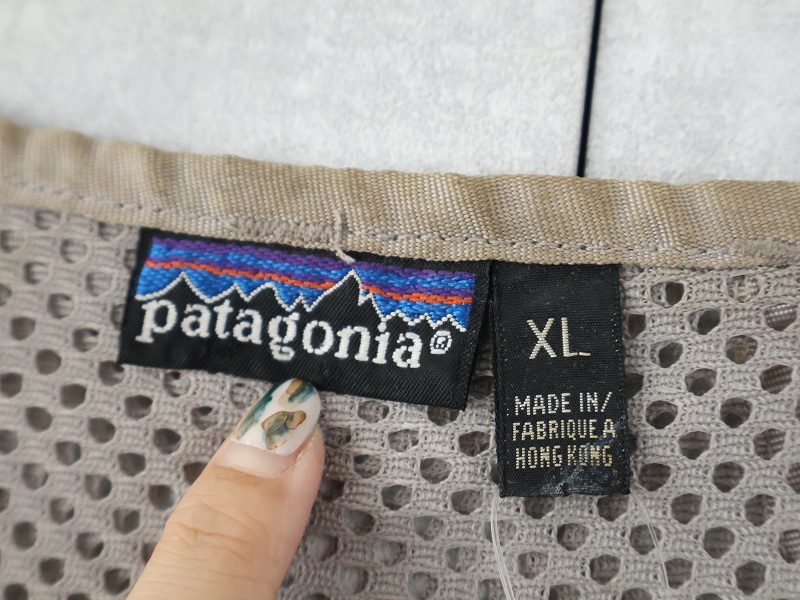 patagonia®
XL
MADE IN/
FABRIQUE A
HONG KONG